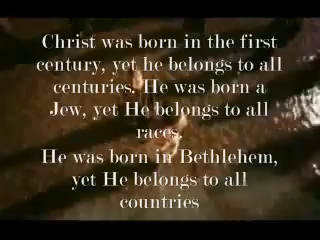 Christ was born in the first
century, yet he belongs to all
centuries. He was born a
Jew, yet He belongs to all
races.
He was born in Bethlehem,
yet He belongs to all
countries